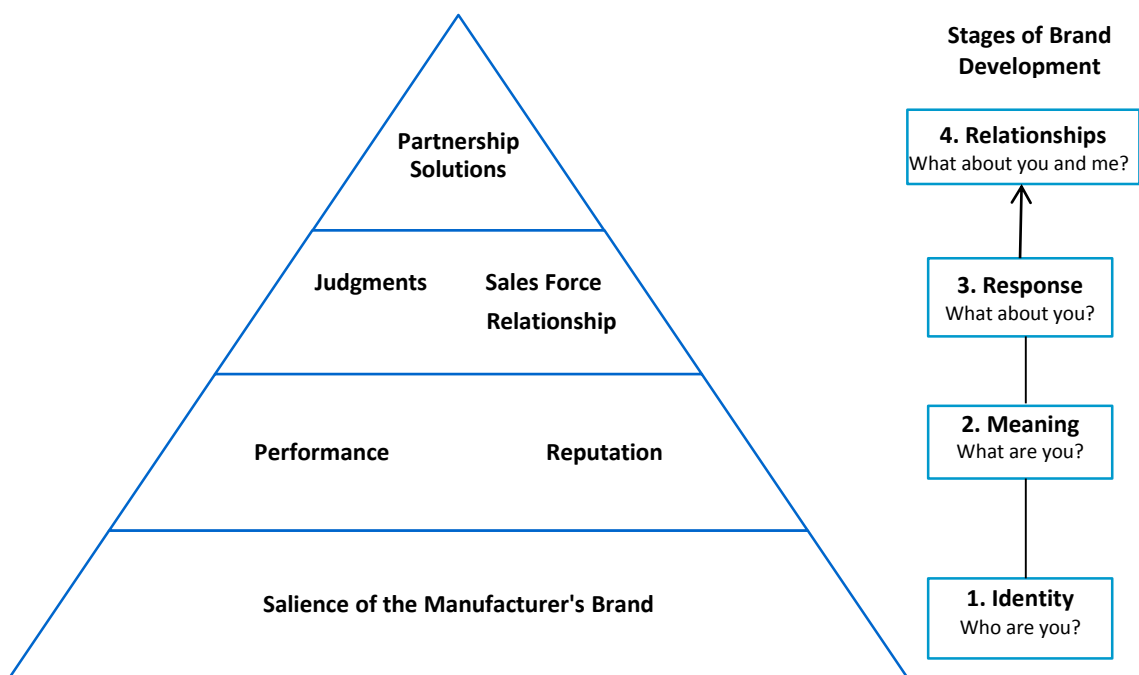 Stages of Brand
Development
Partnership
Solutions
4. Relationships
What about you and me?
Judgments
Sales Force
Relationship
3. Response
What about you?
Performance
Reputation
2. Meaning
What are you?
Salience of the Manufacturer's Brand
1. Identity
Who are you?